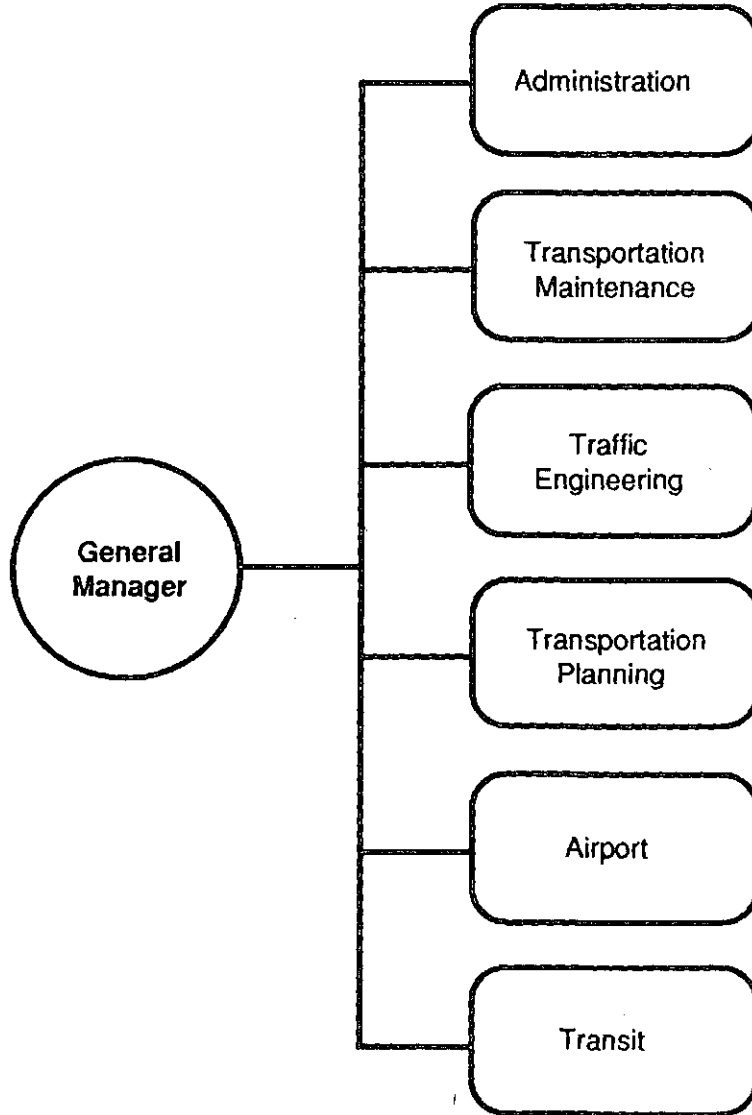 Administration
Transportation
Maintenance
Traffic
Engineering
General
Manager
Transportation
Planning
Airport
Transit